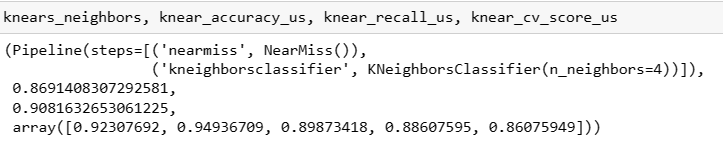 knears_neighbors, knear_accuracy_us, knear_recall_us, knear_cv_score_us
(Pipeline(steps=[('nearmiss', NearMiss()),
('kneighborsclassifier', KNeighborsClassifier(n_neighbors=4))]),
0.8691408307292581,
0.9081632653061225,
array([0.92307692, 0.94936709, 0.89873418, 0.88607595, 0.86075949]))